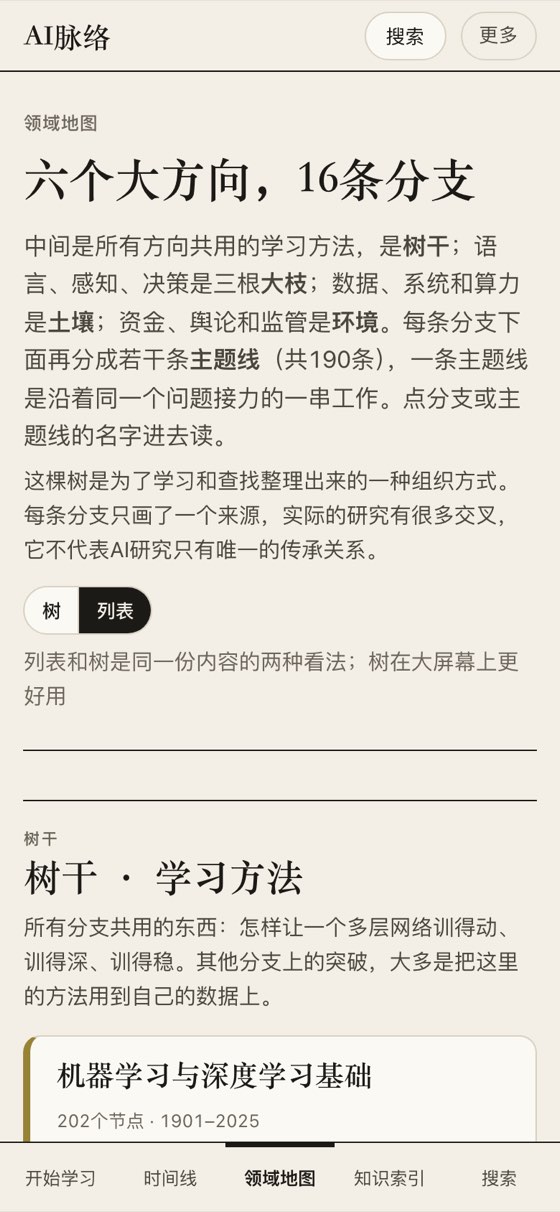 AI脉络
搜索
更多
领域地图
六个大方向，16条分支
中间是所有方向共用的学习方法，是树干；语
言、感知、决策是三根大枝；数据、系统和算力
是土壤；资金、舆论和监管是环境。每条分支下
面再分成若干条主题线（共190条），一条主题线
是沿着同一个问题接力的一串工作。点分支或主
题线的名字进去读。
这棵树是为了学习和查找整理出来的一种组织方式。
每条分支只画了一个来源，实际的研究有很多交叉，
它不代表AI研究只有唯一的传承关系。
树
列表
列表和树是同一份内容的两种看法；树在大屏幕上更
好用
树干
树干 · 学习方法
所有分支共用的东西：怎样让一个多层网络训得动、
训得深、训得稳。其他分支上的突破，大多是把这里
的方法用到自己的数据上。
机器学习与深度学习基础
202个节点 · 1901–2025
开始学习
时间线
领域地图
知识索引
搜索